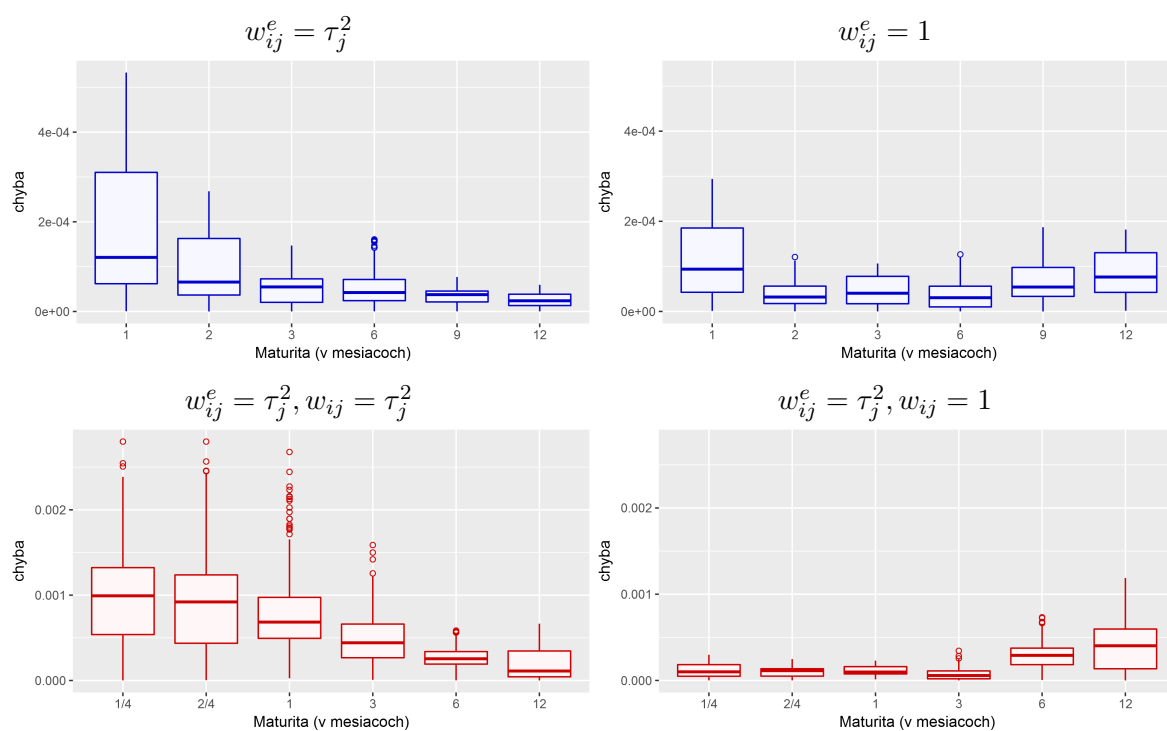 w_{ij}^e = τ_j^2
4e-04
2e-04
0e+00
chyba
1 2 3 6 9 12
Maturita (v mesiacoch)
w_{ij}^e = 1
4e-04
2e-04
0e+00
chyba
1 2 3 6 9 12
Maturita (v mesiacoch)
w_{ij}^e = τ_j^2, w_{ij} = τ_j^2
0.002
0.001
0.000
chyba
1/4 2/4 1 3 6 12
Maturita (v mesiacoch)
w_{ij}^e = τ_j^2, w_{ij} = 1
0.002
0.001
0.000
chyba
1/4 2/4 1 3 6 12
Maturita (v mesiacoch)